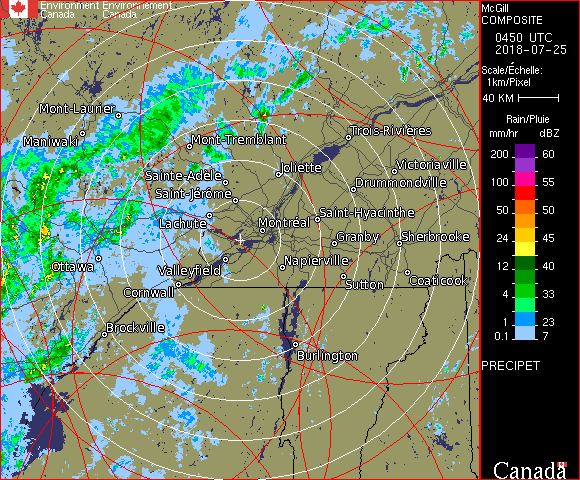 Environment Environnement
Canada Canada
McGill
COMPOSITE
0450 UTC
2018-07-25
Scale/Échelle:
1km/Pixel
40 KM
Rain/Pluie
mm/hr dBZ
200 60
100 55
50 50
24 45
12 40
4 33
1 23
0.1 7
PRECIPET
Canada
Mont-Laurier
Maniwaki
Mont-Tremblant
Trois-Rivières
Joliette
Victoriaville
Sainte-Adèle
Drummondville
Saint-Jérôme
Saint-Hyacinthe
Lachute
Montréal
Granby
Sherbrooke
Ottawa
Valleyfield
Napierville
Coaticook
Cornwall
Sutton
Brockville
Burlington